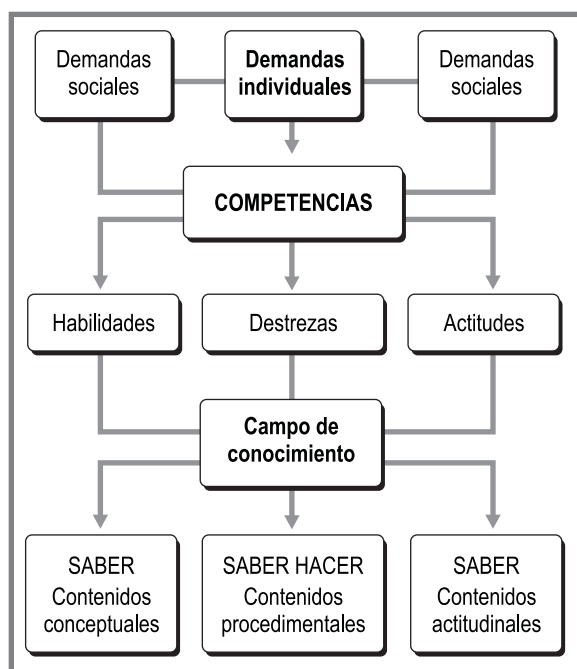 Demandas
sociales
Demandas
individuales
Demandas
sociales
COMPETENCIAS
Habilidades
Destrezas
Actitudes
Campo de
conocimiento
SABER
Contenidos
conceptuales
SABER HACER
Contenidos
procedimentales
SABER
Contenidos
actitudinales